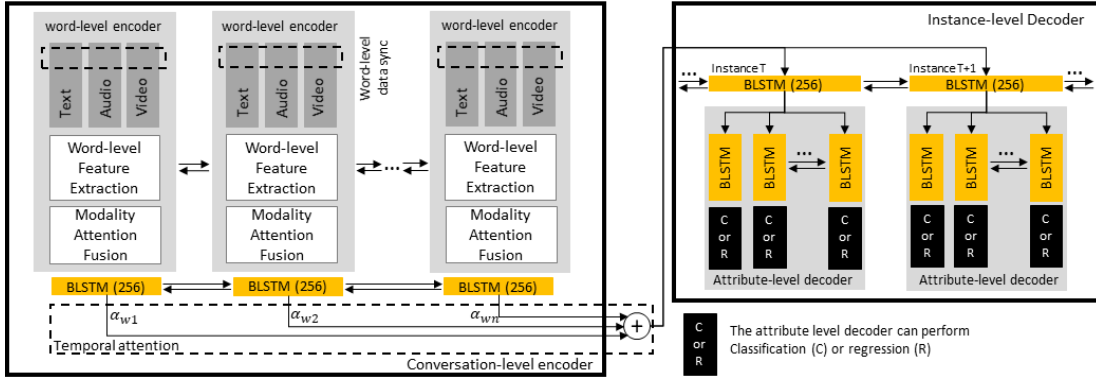 word-level encoder
Text
Audio
Video
Word-level
Feature
Extraction
Modality
Attention
Fusion
BLSTM (256)
α_w1
word-level encoder
Text
Audio
Video
Word-level
Feature
Extraction
Modality
Attention
Fusion
BLSTM (256)
α_w2
Word-level
data sync
...
word-level encoder
Text
Audio
Video
Word-level
Feature
Extraction
Modality
Attention
Fusion
BLSTM (256)
α_wn
+
Temporal attention
Conversation-level encoder
Instance-level Decoder
...
Instance T
BLSTM (256)
BLSTM
BLSTM
...
BLSTM
C
or
R
C
or
R
C
or
R
Attribute-level decoder
Instance T+1
BLSTM (256)
...
BLSTM
BLSTM
...
BLSTM
C
or
R
C
or
R
C
or
R
Attribute-level decoder
C
or
R
The attribute level decoder can perform
Classification (C) or regression (R)